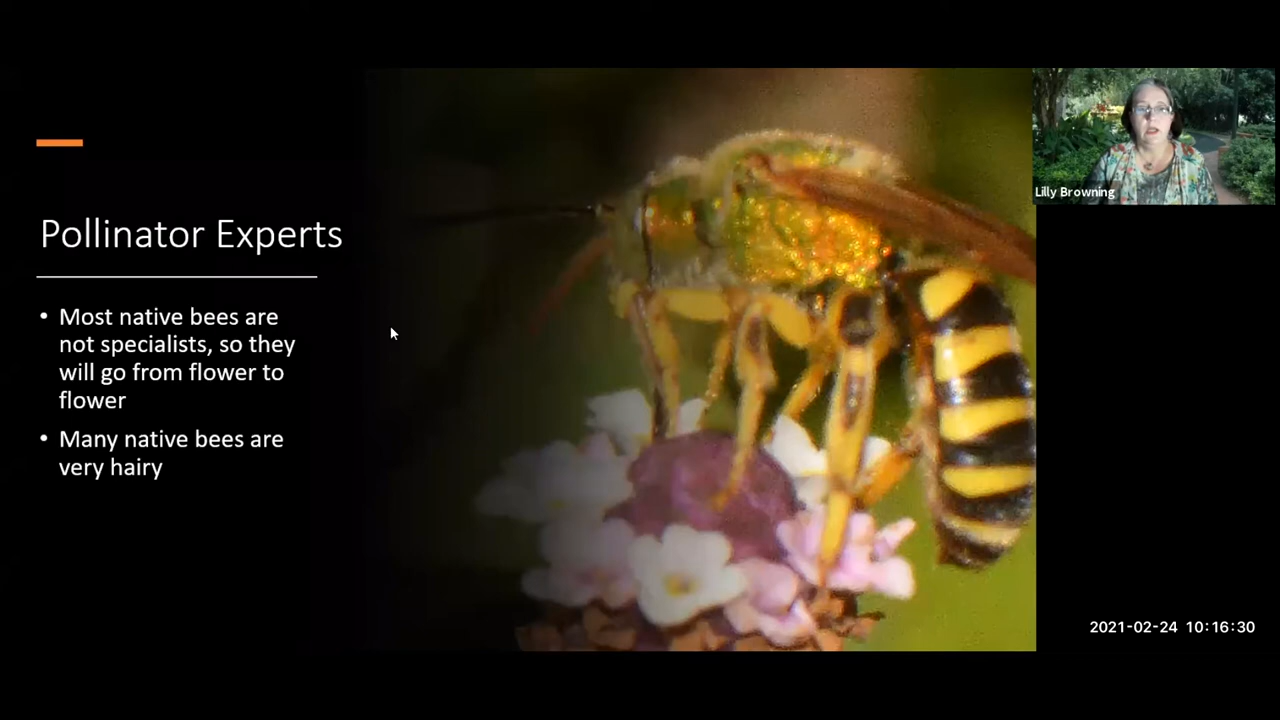 Lilly Browning
Pollinator Experts
• Most native bees are
not specialists, so they
will go from flower to
flower
• Many native bees are
very hairy
2021-02-24 10:16:30